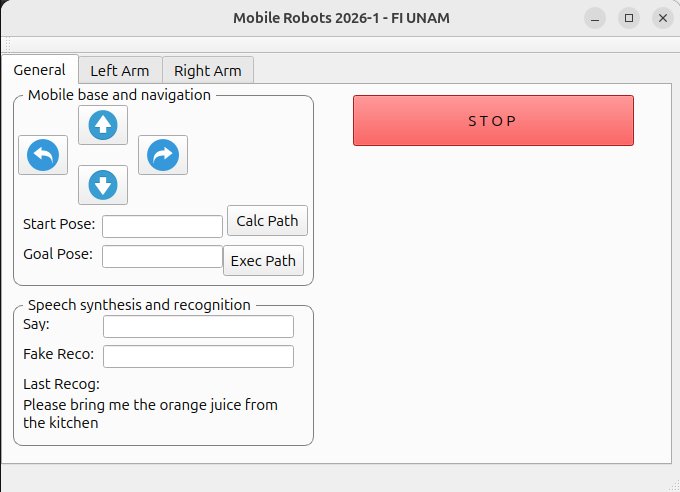 Mobile Robots 2026-1 - FI UNAM
General
Left Arm
Right Arm
Mobile base and navigation
STOP
Start Pose:
Calc Path
Goal Pose:
Exec Path
Speech synthesis and recognition
Say:
Fake Reco:
Last Recog:
Please bring me the orange juice from
the kitchen